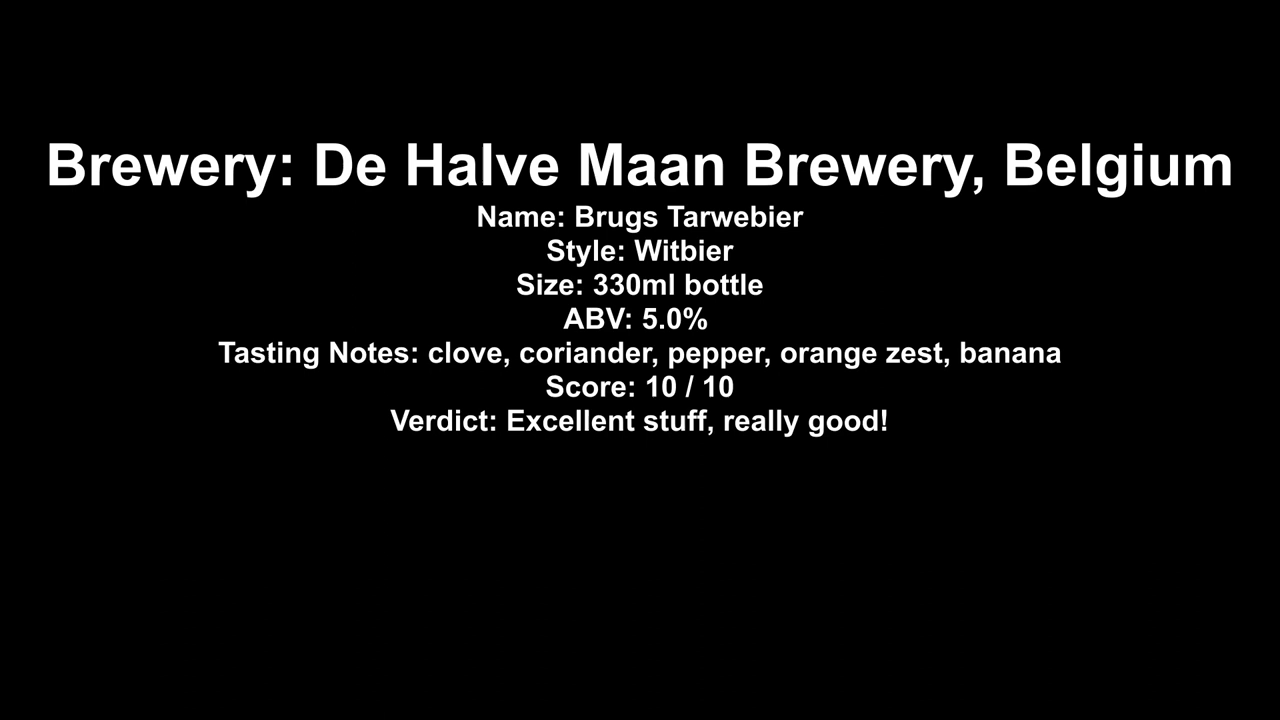 Brewery: De Halve Maan Brewery, Belgium
Name: Brugs Tarwebier
Style: Witbier
Size: 330ml bottle
ABV: 5.0%
Tasting Notes: clove, coriander, pepper, orange zest, banana
Score: 10 / 10
Verdict: Excellent stuff, really good!